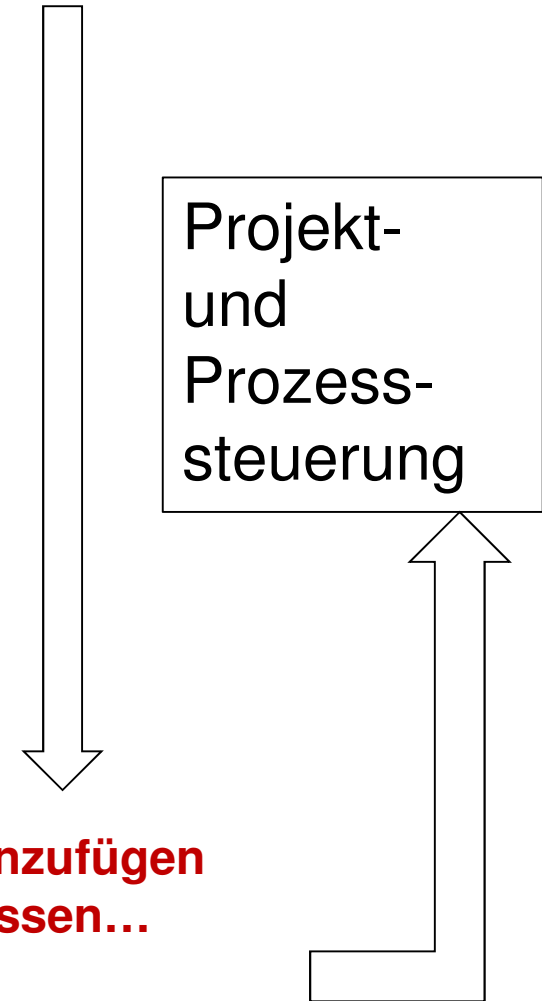 Projekt-
und
Prozess-
steuerung
nzufügen
ssen…